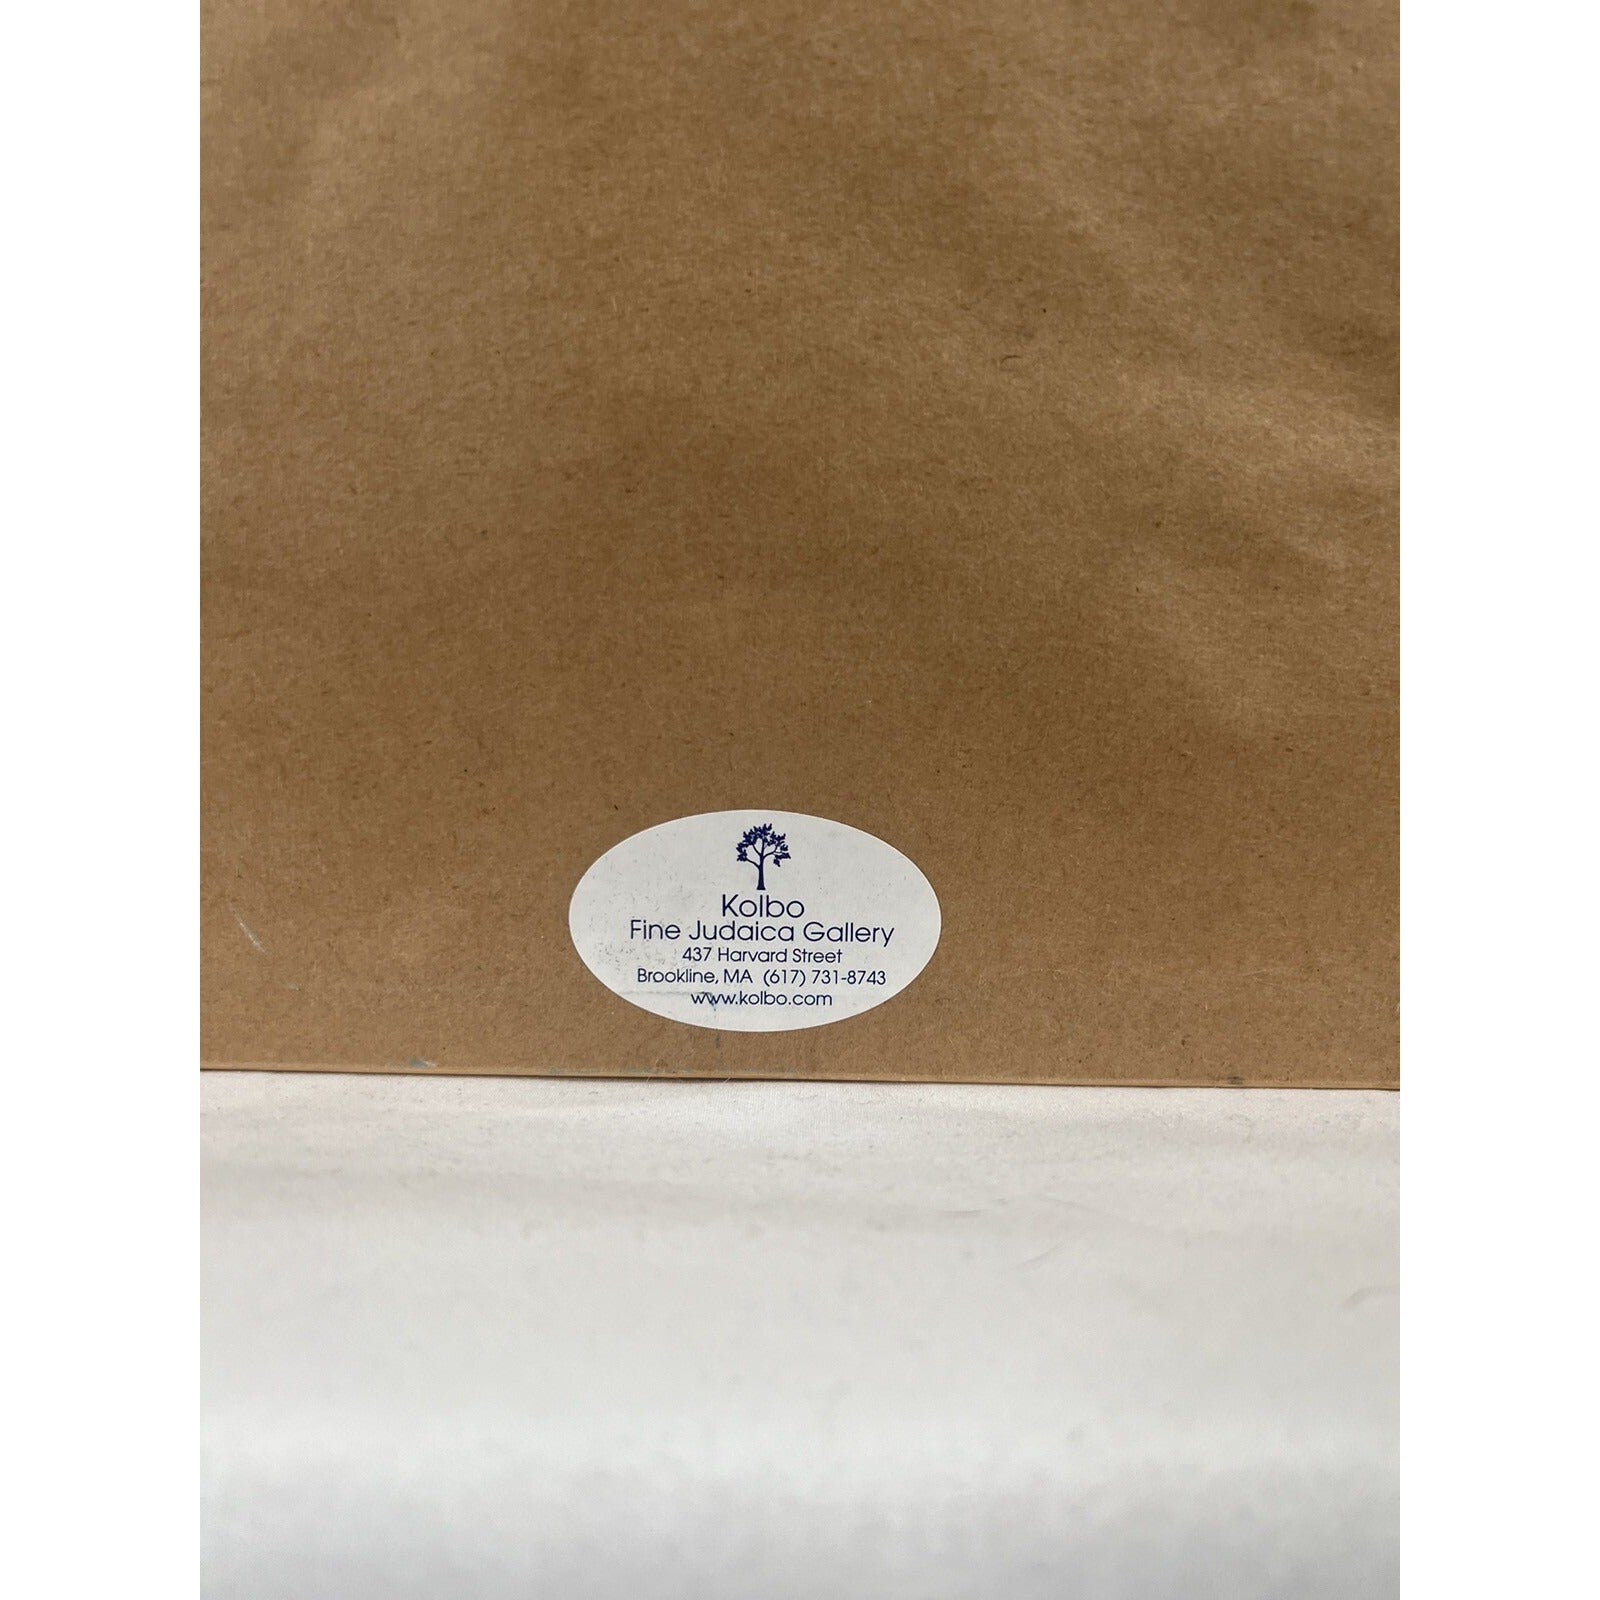 Kolbo
Fine Judaica Gallery
437 Harvard Street
Brookline, MA (617) 731-8743
www.kolbo.com